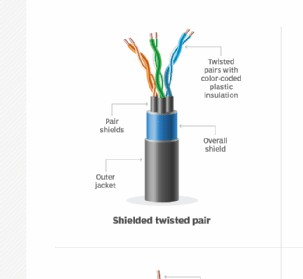 Twisted
pairs with
color-coded
plastic
insulation
Pair
shields
Overall
shield
Outer
jacket
Shielded twisted pair